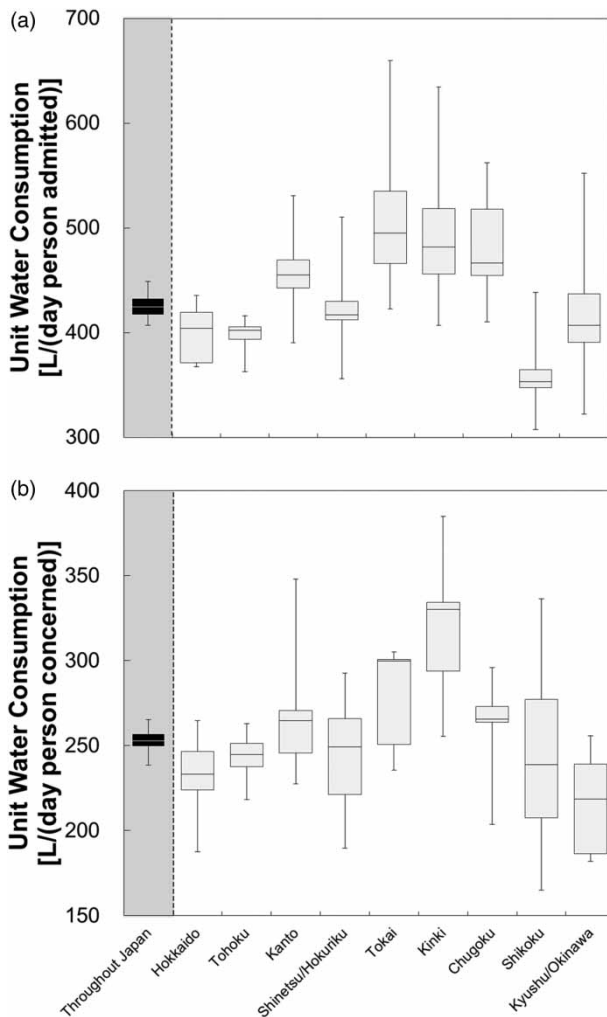 (a)
Unit Water Consumption
[L/(day person admitted)]
700
600
500
400
300
(b)
Unit Water Consumption
[L/(day person concerned)]
400
350
300
250
200
150
Throughout Japan
Hokkaido
Tohoku
Kanto
Shinetsu/Hokuriku
Tokai
Kinki
Chugoku
Shikoku
Kyushu/Okinawa